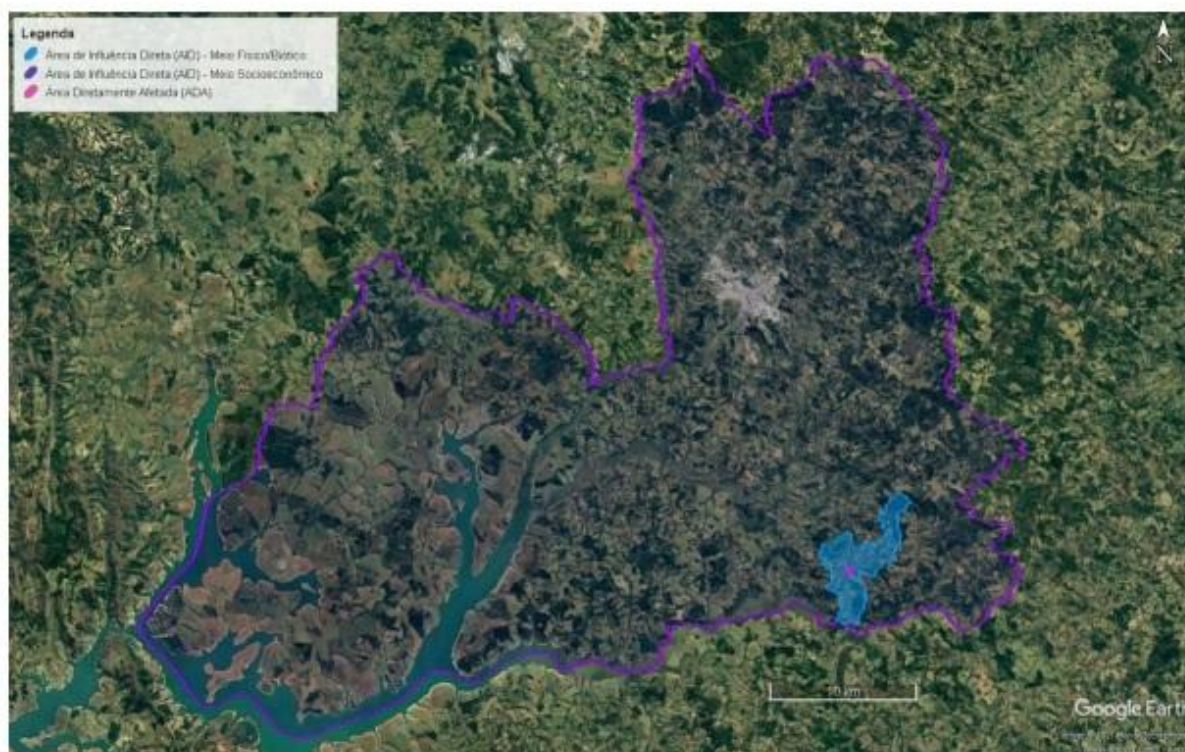 Legenda
Área de Influência Direta (AID) - Meio Físico/Biótico
Área de Influência Direta (AID) - Meio Socioeconômico
Área Diretamente Afetada (ADA)
N
10 km
Google Earth